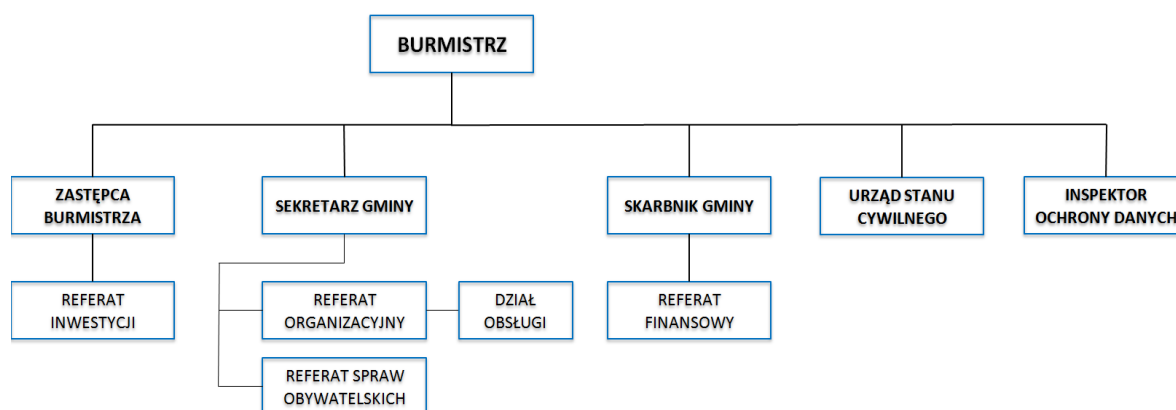 BURMISTRZ
ZASTĘPCA
BURMISTRZA
SEKRETARZ GMINY
SKARBNIK GMINY
URZĄD STANU
CYWILNEGO
INSPEKTOR
OCHRONY DANYCH
REFERAT
INWESTYCJI
REFERAT
ORGANIZACYJNY
DZIAŁ
OBSŁUGI
REFERAT
FINANSOWY
REFERAT SPRAW
OBYWATELSKICH